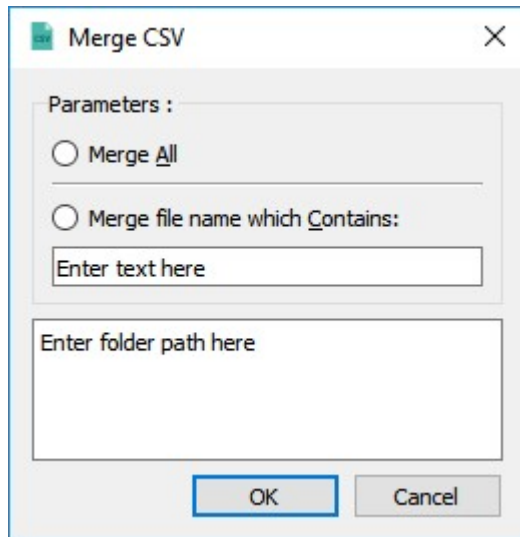 Merge CSV
Parameters :
Merge All
Merge file name which Contains:
Enter text here
Enter folder path here
OK
Cancel